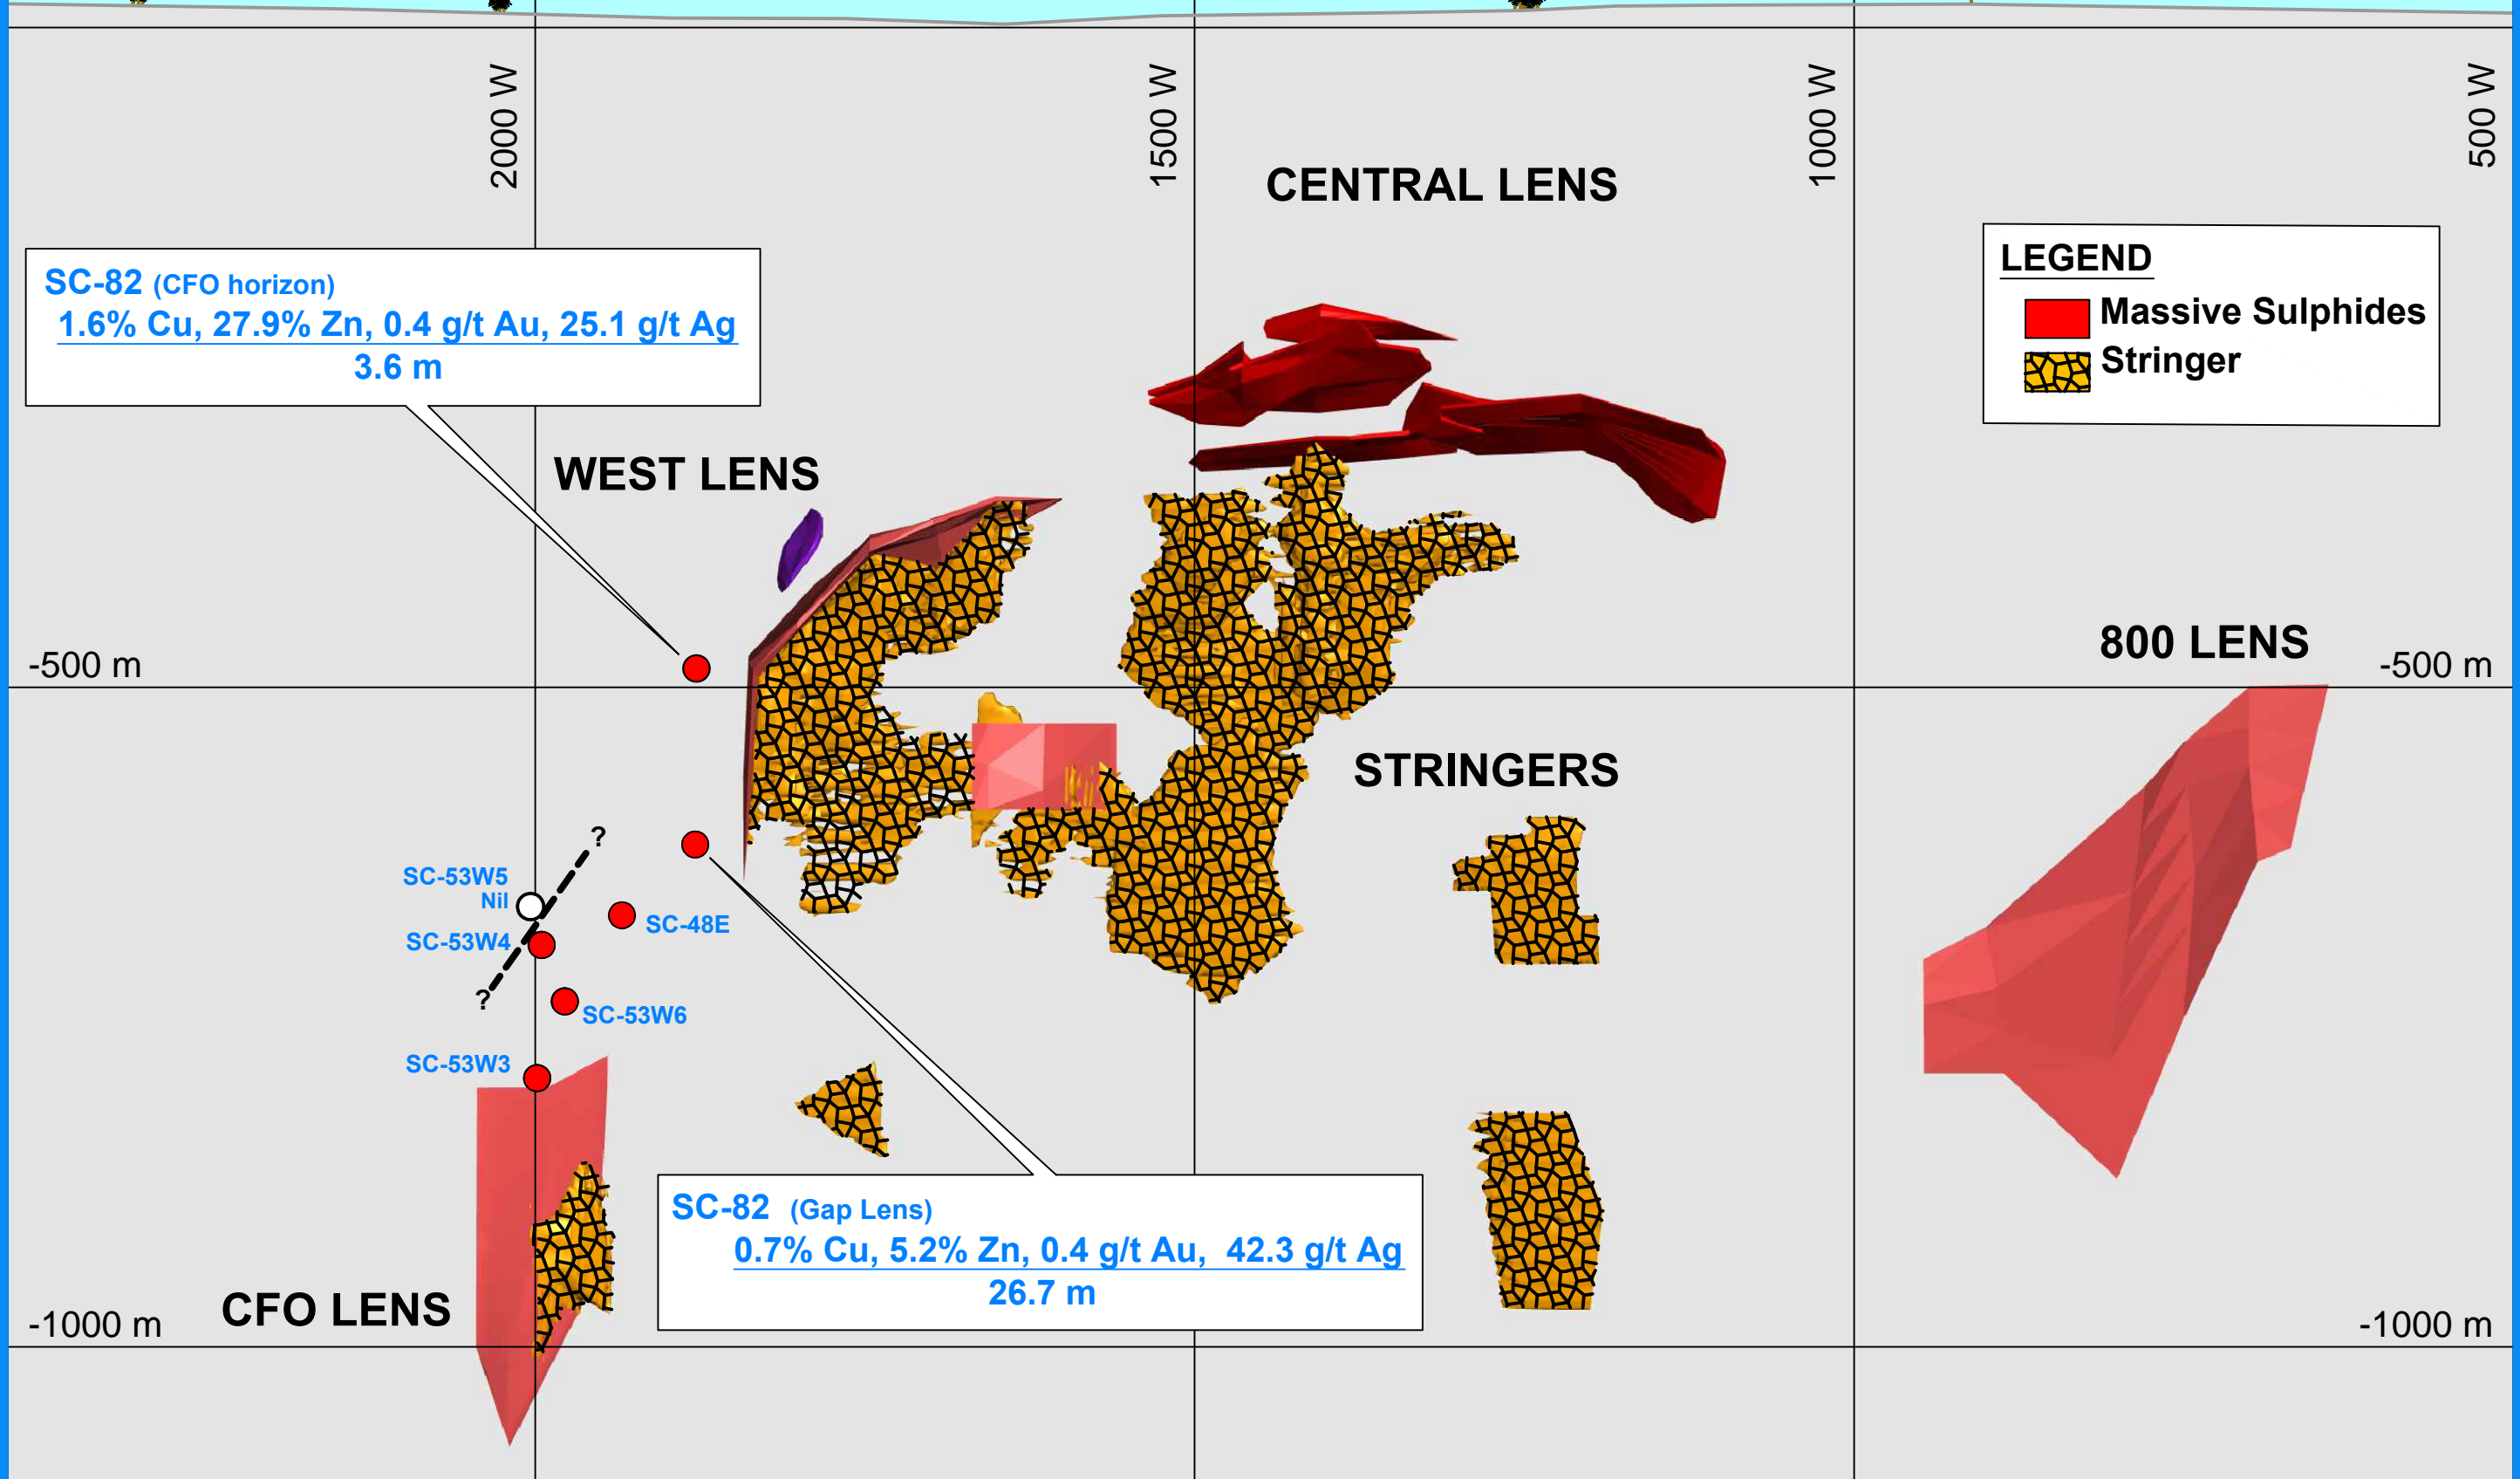 2000 W
1500 W
1000 W
500 W
CENTRAL LENS
LEGEND
Massive Sulphides
Stringer
SC-82 (CFO horizon)
1.6% Cu, 27.9% Zn, 0.4 g/t Au, 25.1 g/t Ag
3.6 m
WEST LENS
800 LENS
-500 m
-500 m
STRINGERS
?
SC-53W5
Nil
SC-48E
SC-53W4
?
SC-53W6
SC-53W3
SC-82 (Gap Lens)
0.7% Cu, 5.2% Zn, 0.4 g/t Au, 42.3 g/t Ag
26.7 m
CFO LENS
-1000 m
-1000 m